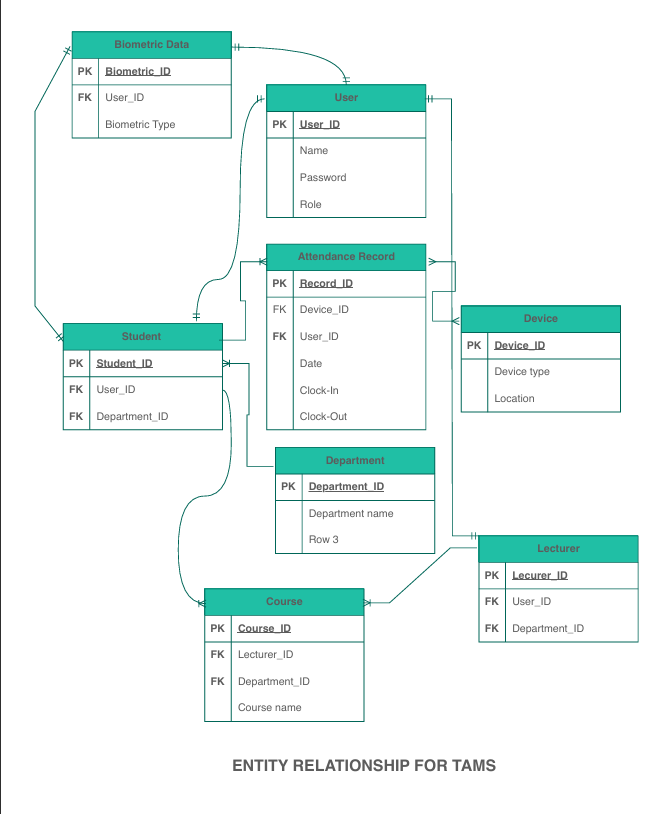 Biometric Data
PK Biometric_ID
FK User_ID
Biometric Type
User
PK User_ID
Name
Password
Role
Attendance Record
PK Record_ID
FK Device_ID
FK User_ID
Date
Clock-In
Clock-Out
Device
PK Device_ID
Device type
Location
Student
PK Student_ID
FK User_ID
FK Department_ID
Department
PK Department_ID
Department name
Row 3
Lecturer
PK Lecurer_ID
FK User_ID
FK Department_ID
Course
PK Course_ID
FK Lecturer_ID
FK Department_ID
Course name
ENTITY RELATIONSHIP FOR TAMS